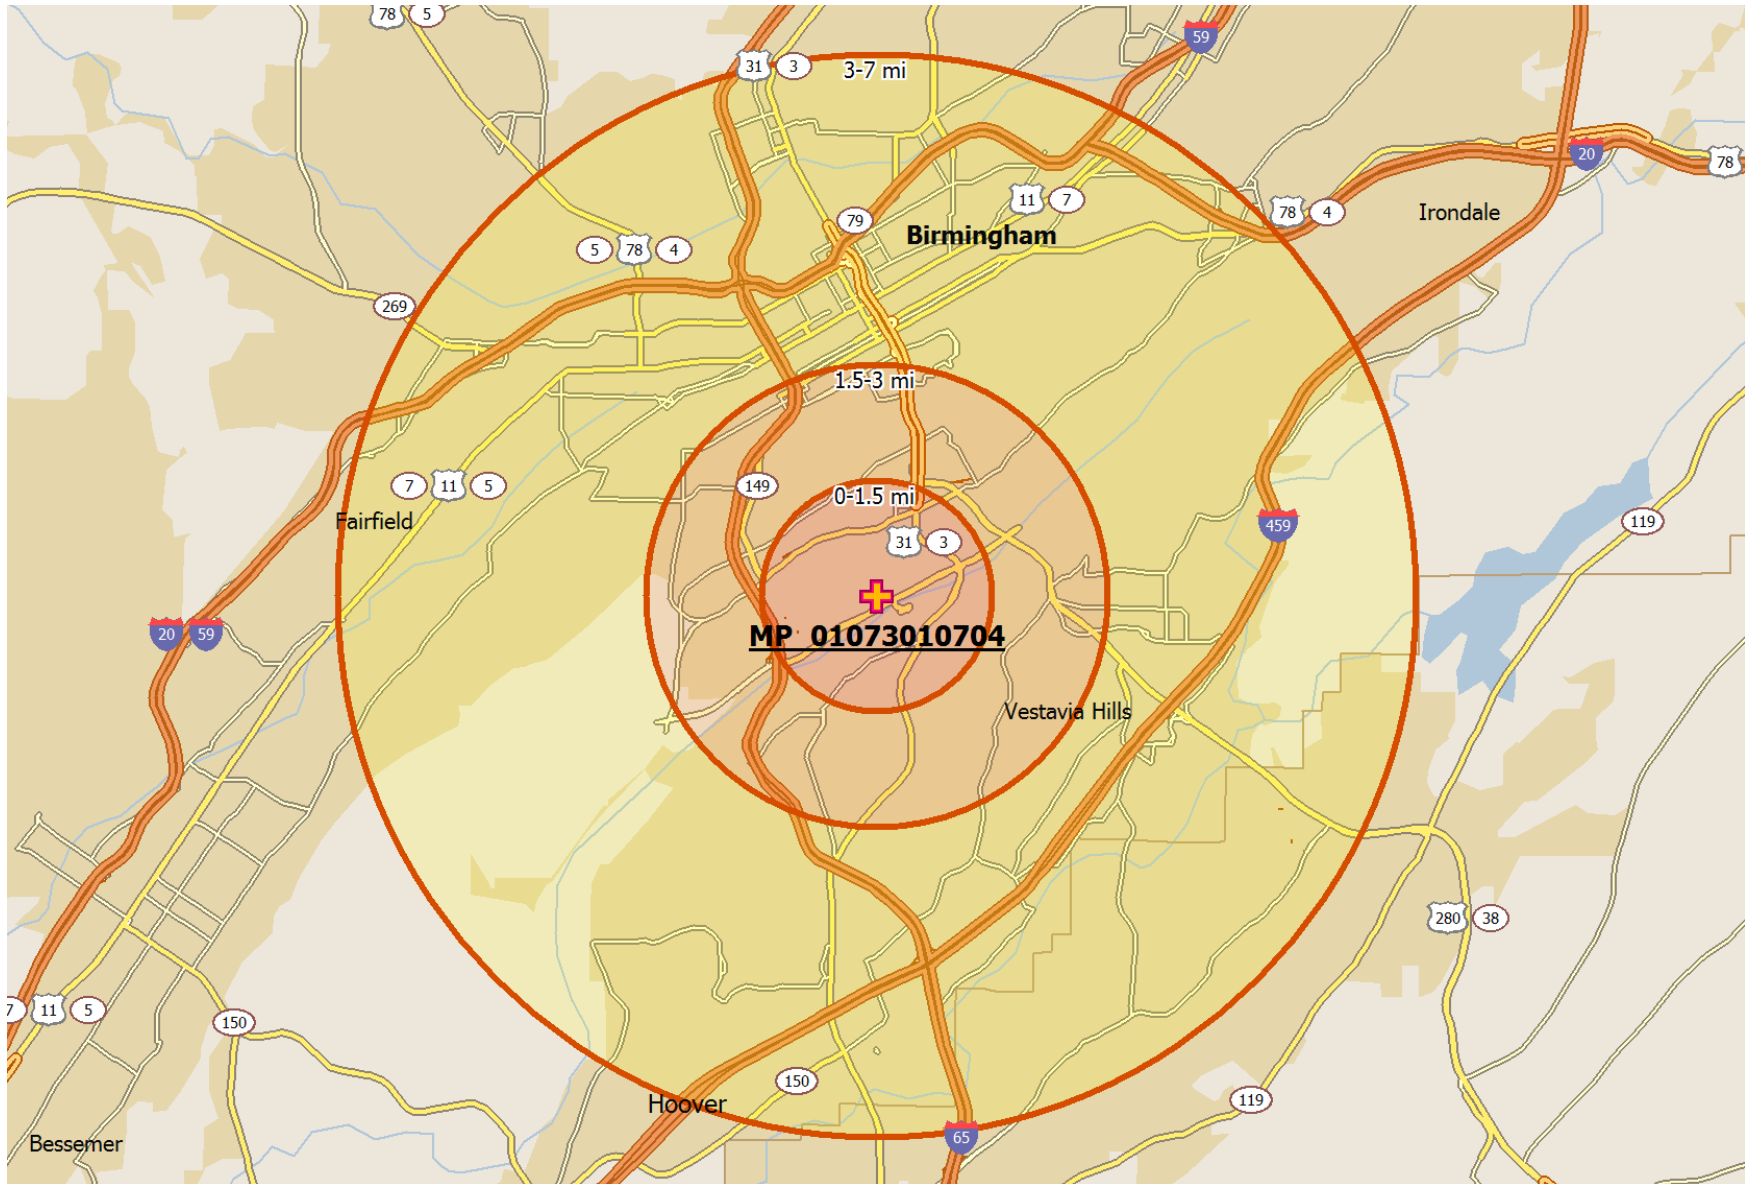 78 5
59
31 3
3-7 mi
20
78
11 7
78 4
Irondale
79
Birmingham
5 78 4
269
1.5-3 mi
7 11 5
149
0-1.5 mi
Fairfield
459
119
31 3
20 59
MP 01073010704
Vestavia Hills
280 38
7 11 5
150
150
Hoover
119
65
Bessemer